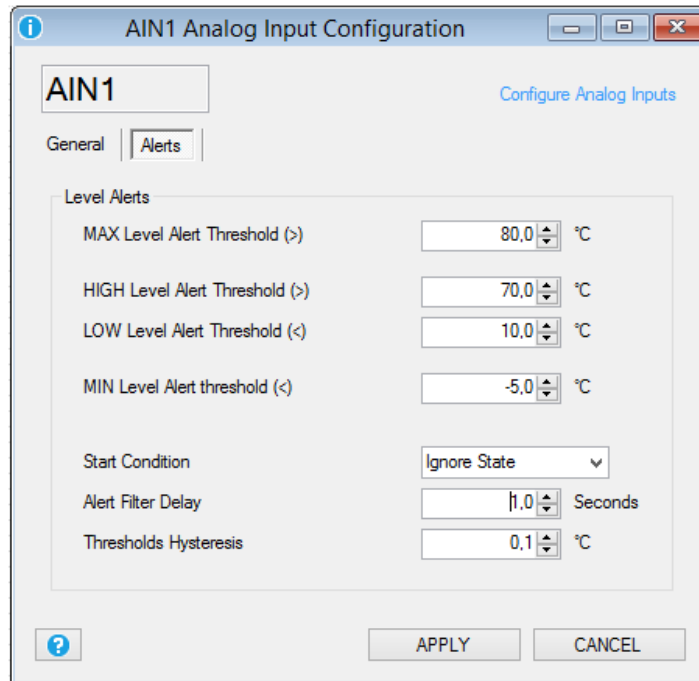 AIN1 Analog Input Configuration
AIN1
Configure Analog Inputs
General Alerts
Level Alerts
MAX Level Alert Threshold (>) 80,0 °C
HIGH Level Alert Threshold (>) 70,0 °C
LOW Level Alert Threshold (<) 10,0 °C
MIN Level Alert threshold (<) -5,0 °C
Start Condition Ignore State
Alert Filter Delay 1,0 Seconds
Thresholds Hysteresis 0,1 °C
APPLY CANCEL